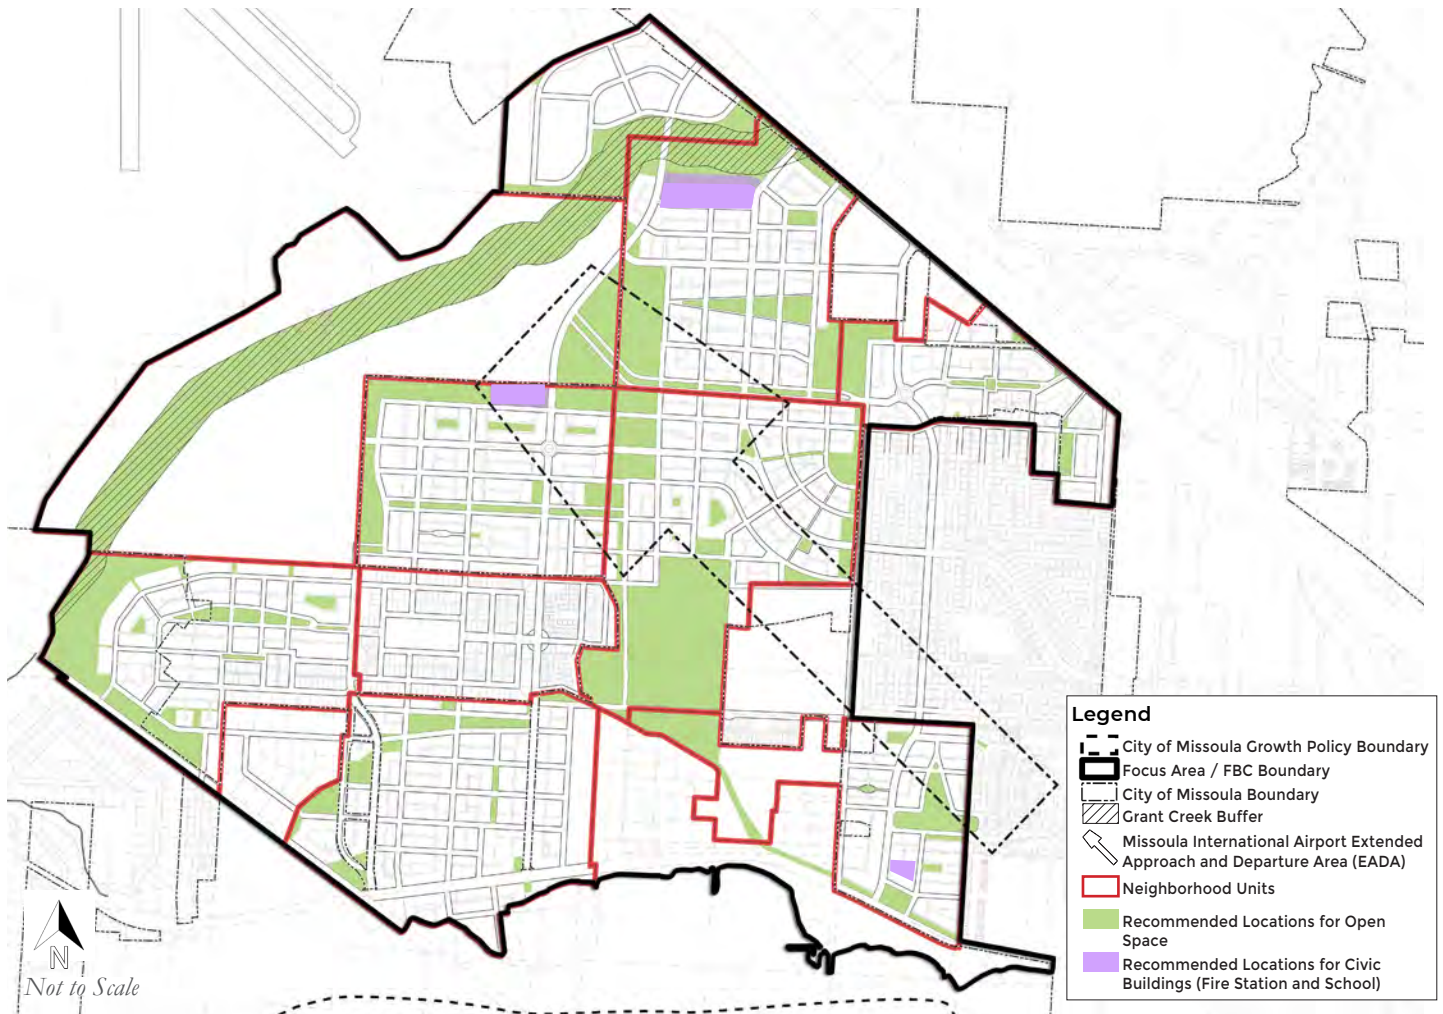 Legend
City of Missoula Growth Policy Boundary
Focus Area / FBC Boundary
City of Missoula Boundary
Grant Creek Buffer
Missoula International Airport Extended
Approach and Departure Area (EADA)
Neighborhood Units
Recommended Locations for Open
Space
Recommended Locations for Civic
Buildings (Fire Station and School)
N
Not to Scale